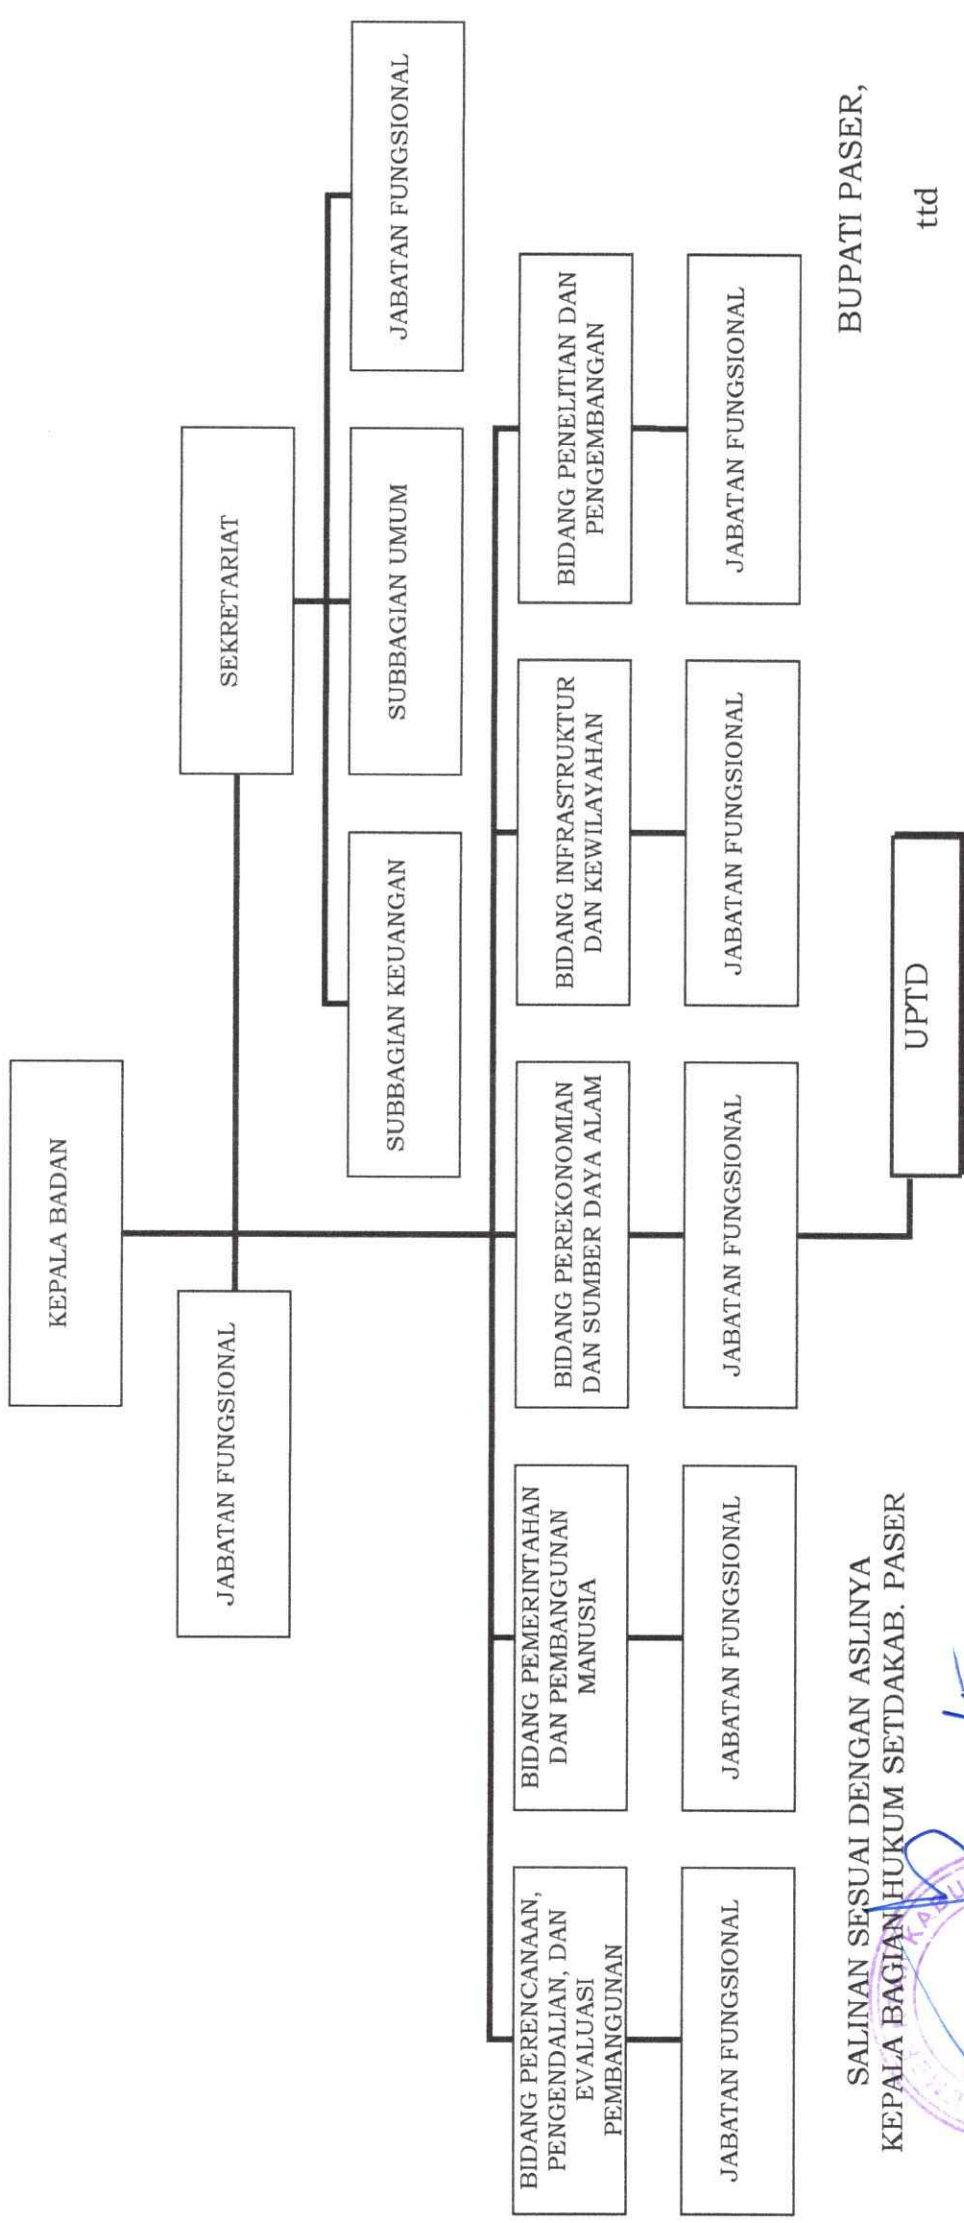 KEPALA BADAN
JABATAN FUNGSIONAL
SEKRETARIAT
SUBBAGIAN KEUANGAN
SUBBAGIAN UMUM
JABATAN FUNGSIONAL
BIDANG PERENCANAAN,
PENGENDALIAN, DAN
EVALUASI
PEMBANGUNAN
BIDANG PEMERINTAHAN
DAN PEMBANGUNAN
MANUSIA
BIDANG PEREKONOMIAN
DAN SUMBER DAYA ALAM
BIDANG INFRASTRUKTUR
DAN KEWILAYAHAN
BIDANG PENELITIAN DAN
PENGEMBANGAN
JABATAN FUNGSIONAL
JABATAN FUNGSIONAL
JABATAN FUNGSIONAL
JABATAN FUNGSIONAL
JABATAN FUNGSIONAL
UPTD
BUPATI PASER,
ttd
SALINAN SESUAI DENGAN ASLINYA
KEPALA BAGIAN HUKUM SETDAKAB. PASER